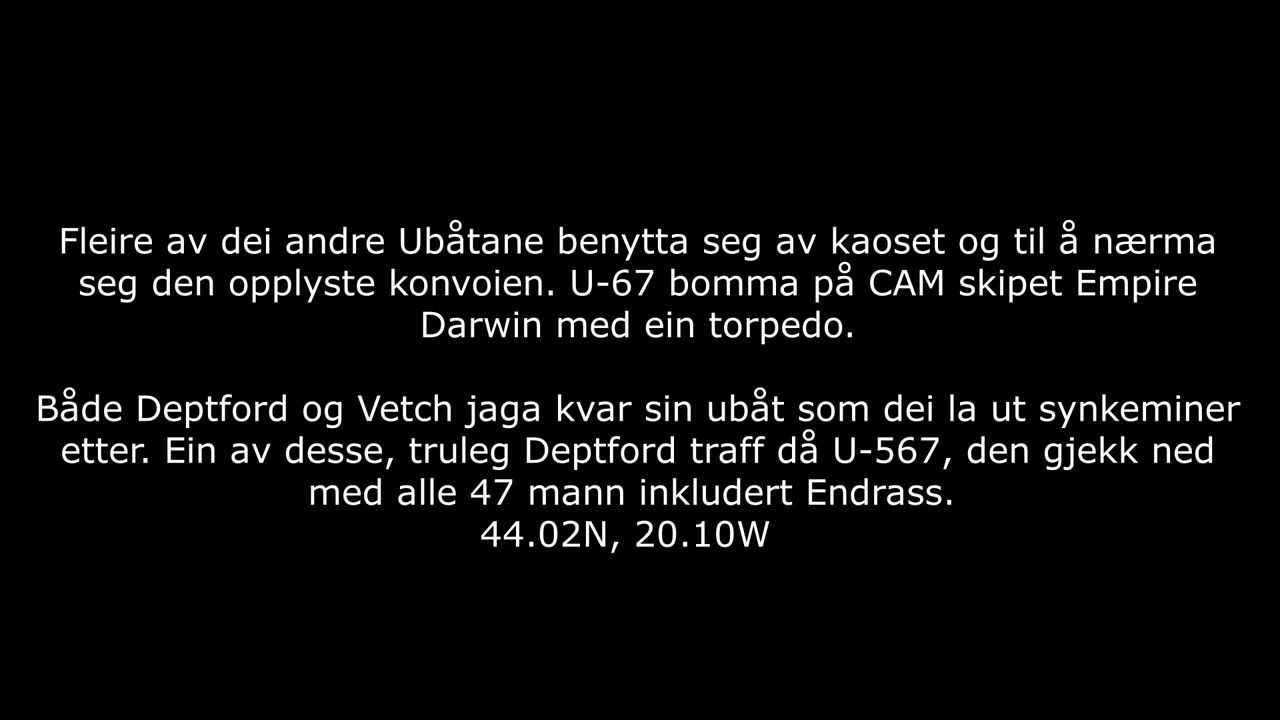 Fleire av dei andre Ubåtane benytta seg av kaoset og til å nærma
seg den opplyste konvoien. U-67 bomma på CAM skipet Empire
Darwin med ein torpedo.
Både Deptford og Vetch jaga kvar sin ubåt som dei la ut synkeminer
etter. Ein av desse, truleg Deptford traff då U-567, den gjekk ned
med alle 47 mann inkludert Endrass.
44.02N, 20.10W